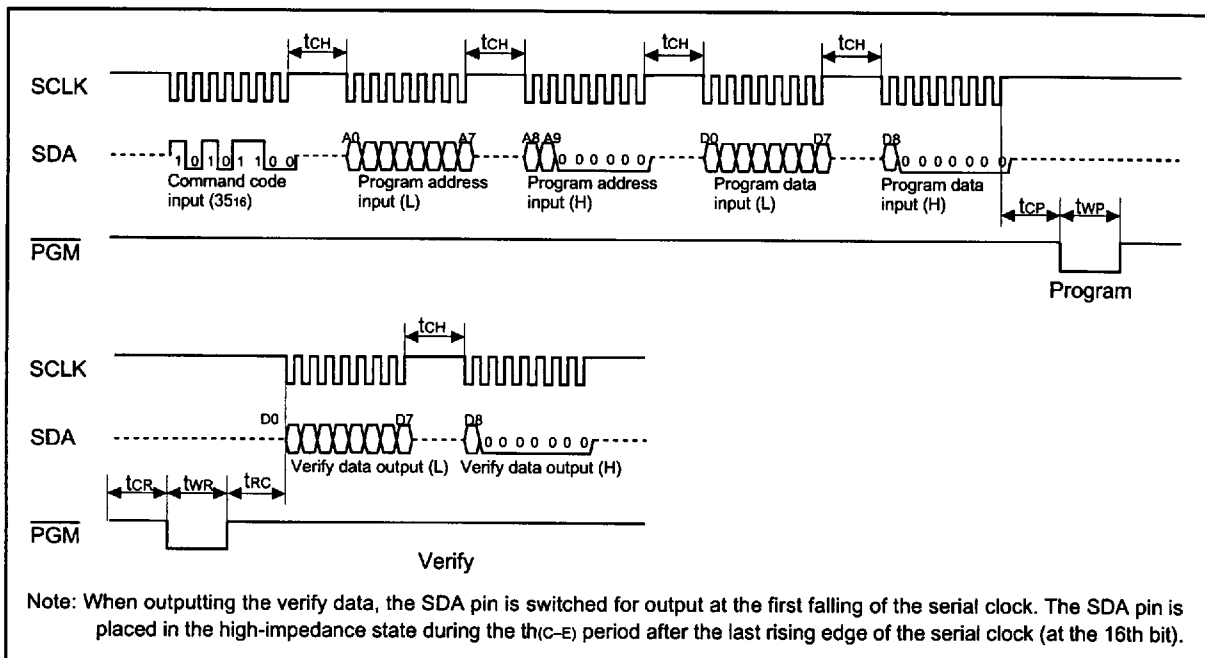 tCH tCH tCH tCH
SCLK
A0 A7 A8 A9 D0 D7 D8
SDA 1 0 1 0 1 1 0 0 0 0 0 0 0 0 0 0 0 0 0 0 0
Command code input (3516)
Program address input (L)
Program address input (H)
Program data input (L)
Program data input (H)
tCP tWP
PGM
Program
tCH
SCLK
D0 D7 D8
SDA 0 0 0 0 0 0 0
Verify data output (L) Verify data output (H)
tCR tWR tRC
PGM
Verify
Note: When outputting the verify data, the SDA pin is switched for output at the first falling of the serial clock. The SDA pin is
placed in the high-impedance state during the th(C–E) period after the last rising edge of the serial clock (at the 16th bit).